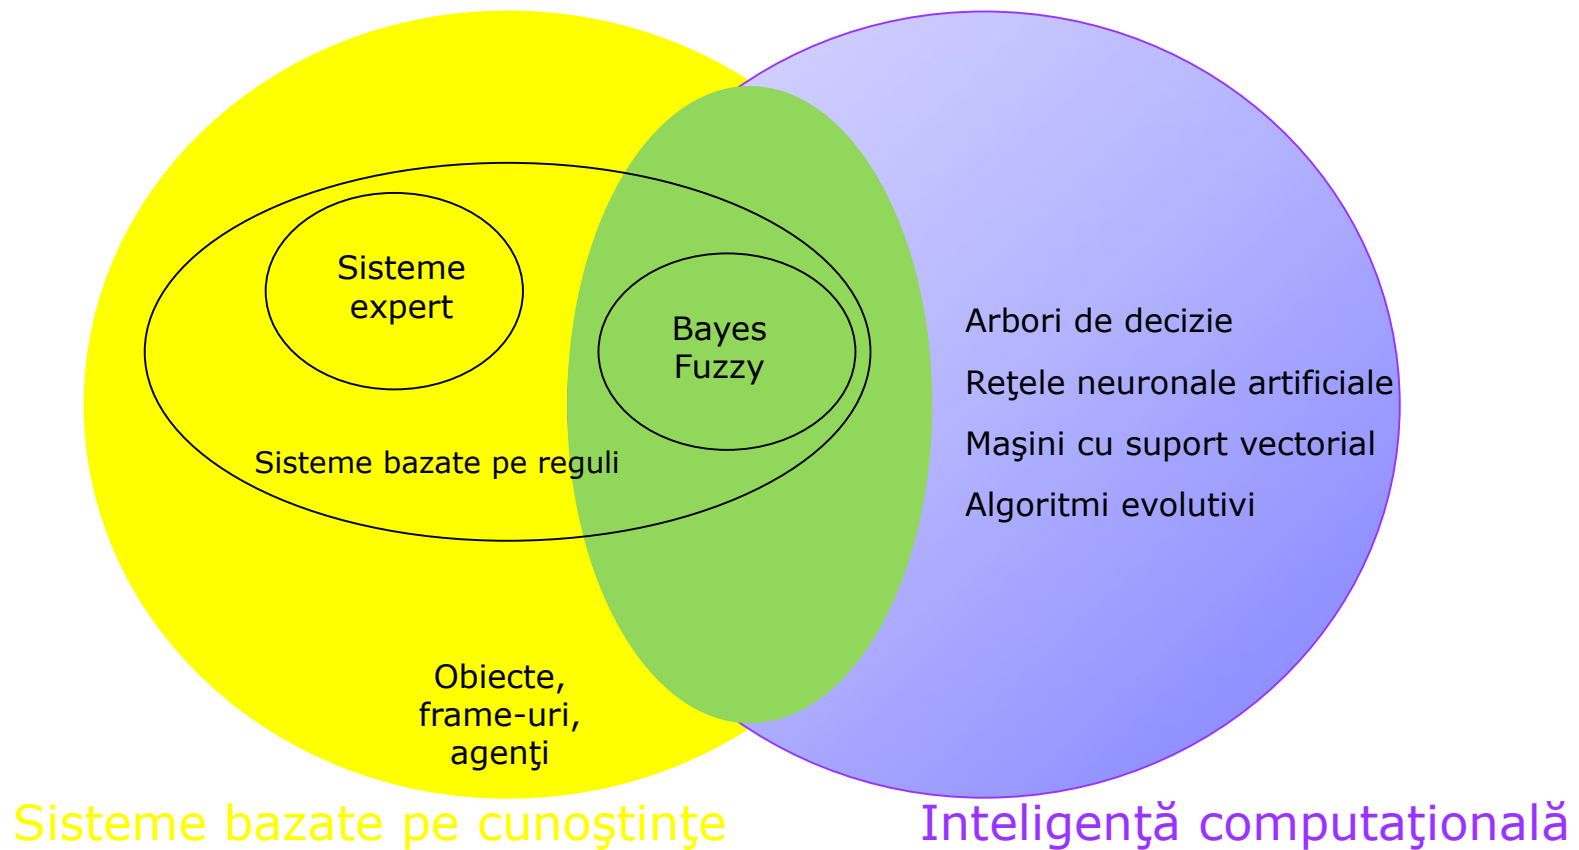 Sisteme
expert
Bayes
Fuzzy
Sisteme bazate pe reguli
Arbori de decizie
Reţele neuronale artificiale
Maşini cu suport vectorial
Algoritmi evolutivi
Obiecte,
frame-uri,
agenţi
Sisteme bazate pe cunoştinţe
Inteligenţă computaţională